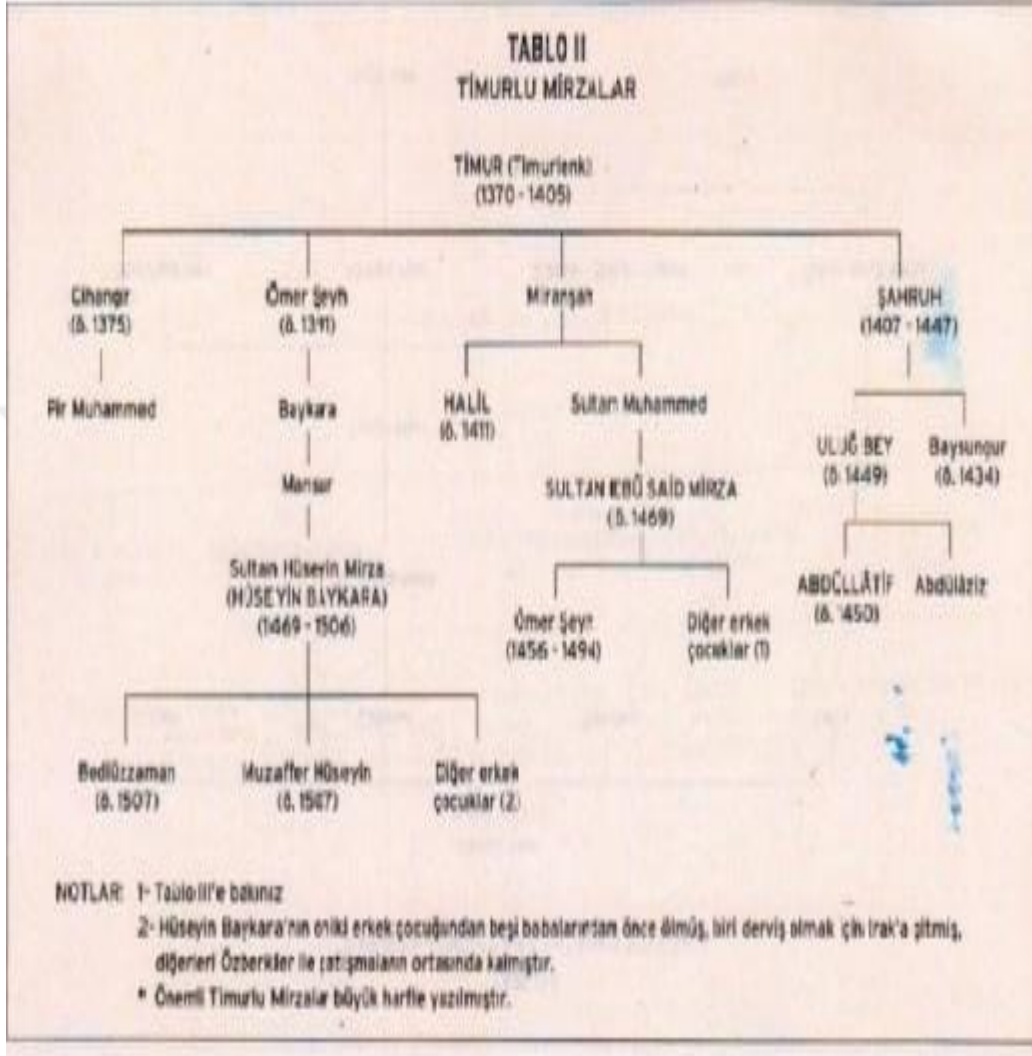 TABLO II
TİMURLU MİRZALAR
TİMUR (Timurlenk)
(1370 - 1405)
Cihangir
(ö. 1375)
Ömer Şeyh
(ö. 1391)
Miranşah
ŞAHRUH
(1407 - 1447)
Pir Muhammed
Baykara
HALİL
(ö. 1411)
Sultan Muhammed
ULUĞ BEY
(ö. 1449)
Baysungur
(ö. 1434)
Mansur
SULTAN EBÛ SAİD MİRZA
(ö. 1469)
Sultan Hüseyin Mirza
(HÜSEYİN BAYKARA)
(1469 - 1506)
ABDÜLLÂTİF
(ö. 1450)
Abdülâziz
Ömer Şeyh
(1456 - 1494)
Diğer erkek
çocuklar (1)
Bediüzzaman
(ö. 1507)
Muzaffer Hüseyin
Diğer erkek
çocuklar (2)
NOTLAR: 1- Tablo III'e bakınız
2- Hüseyin Baykara'nın oniki erkek çocuğundan beşi babalarından önce ölmüş, biri derviş olmak için Irak'a gitmiş,
diğerleri Özbekler ile çatışmaların ortasında kalmıştır.
* Önemli Timurlu Mirzalar büyük harfle yazılmıştır.